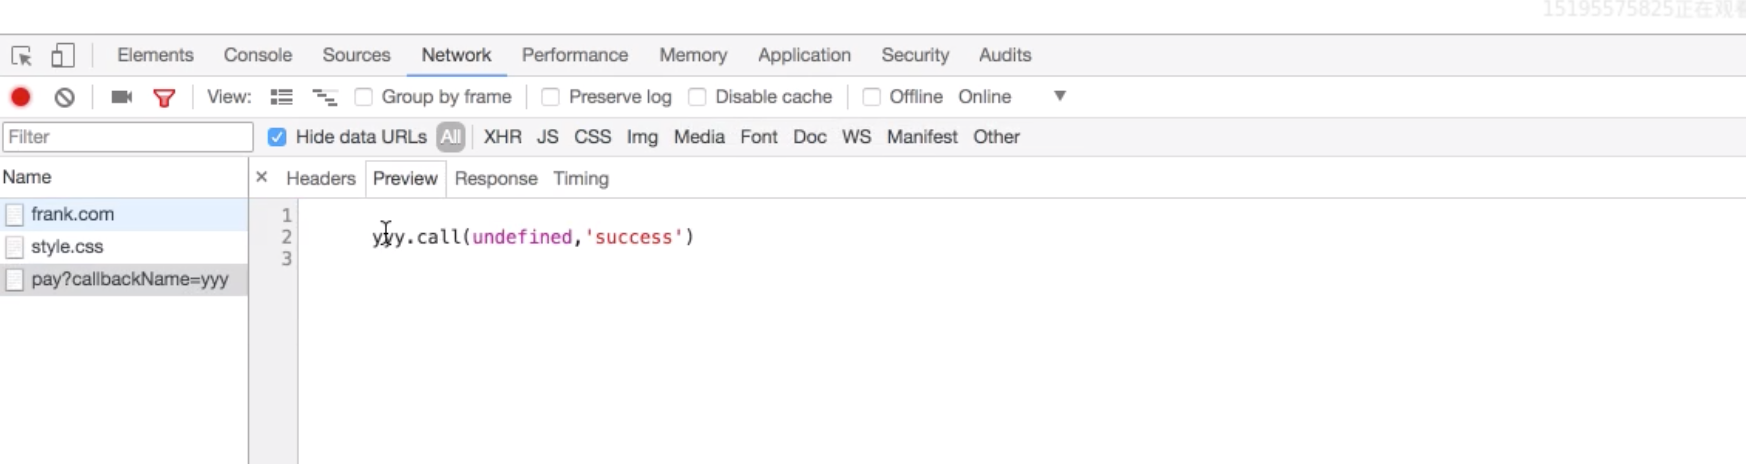 15195575825正在观看
Elements Console Sources Network Performance Memory Application Security Audits
View: Group by frame Preserve log Disable cache Offline Online
Filter Hide data URLs All XHR JS CSS Img Media Font Doc WS Manifest Other
Name × Headers Preview Response Timing
frank.com 1
style.css 2 yyy.call(undefined,'success')
pay?callbackName=yyy 3